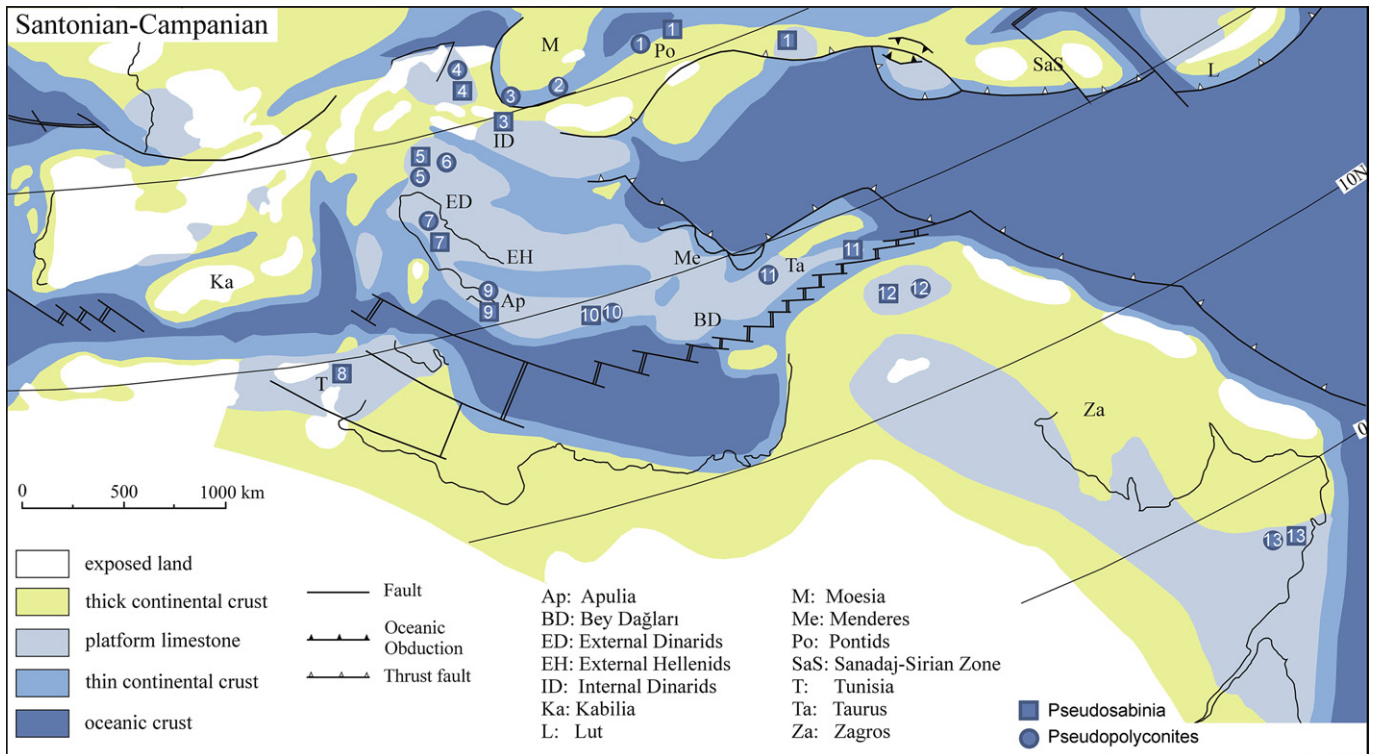 Santonian-Campanian
M
1
1
Po
1
SaS
L
4
4
3
2
3
ID
10N
5
6
5
ED
7
7
EH
Me
11
Ta
11
Ka
9
Ap
9
10
10
BD
12
12
8
T
Za
0
13
13
0 500 1000 km
exposed land
thick continental crust
platform limestone
thin continental crust
oceanic crust
Fault
Oceanic
Obduction
Thrust fault
Ap: Apulia
BD: Bey Dağları
ED: External Dinarids
EH: External Hellenids
ID: Internal Dinarids
Ka: Kabilia
L: Lut
M: Moesia
Me: Menderes
Po: Pontids
SaS: Sanadaj-Sirian Zone
T: Tunisia
Ta: Taurus
Za: Zagros
Pseudosabinia
Pseudopolyconites